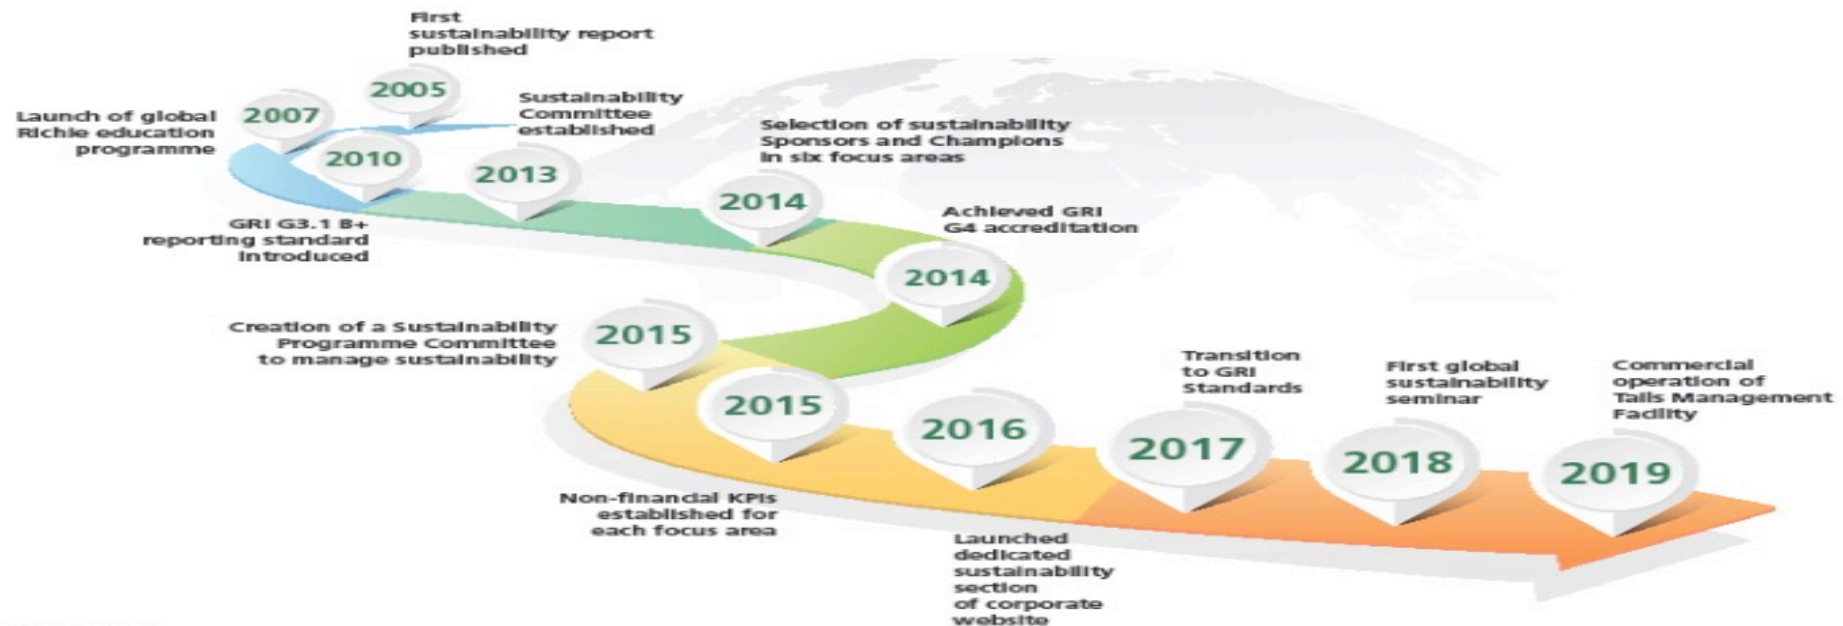 First
sustainability report
published
2005
2007
Launch of global
Richie education
programme
2010
GRI G3.1 B+
reporting standard
introduced
Sustainability
Committee
established
2013
Selection of sustainability
Sponsors and Champions
in six focus areas
2014
Achieved GRI
G4 accreditation
2014
Creation of a Sustainability
Programme Committee
to manage sustainability
2015
2015
Non-financial KPIs
established for
each focus area
2016
Launched
dedicated
sustainability
section
of corporate
website
Transition
to GRI
Standards
2017
First global
sustainability
seminar
2018
Commercial
operation of
Tails Management
Facility
2019